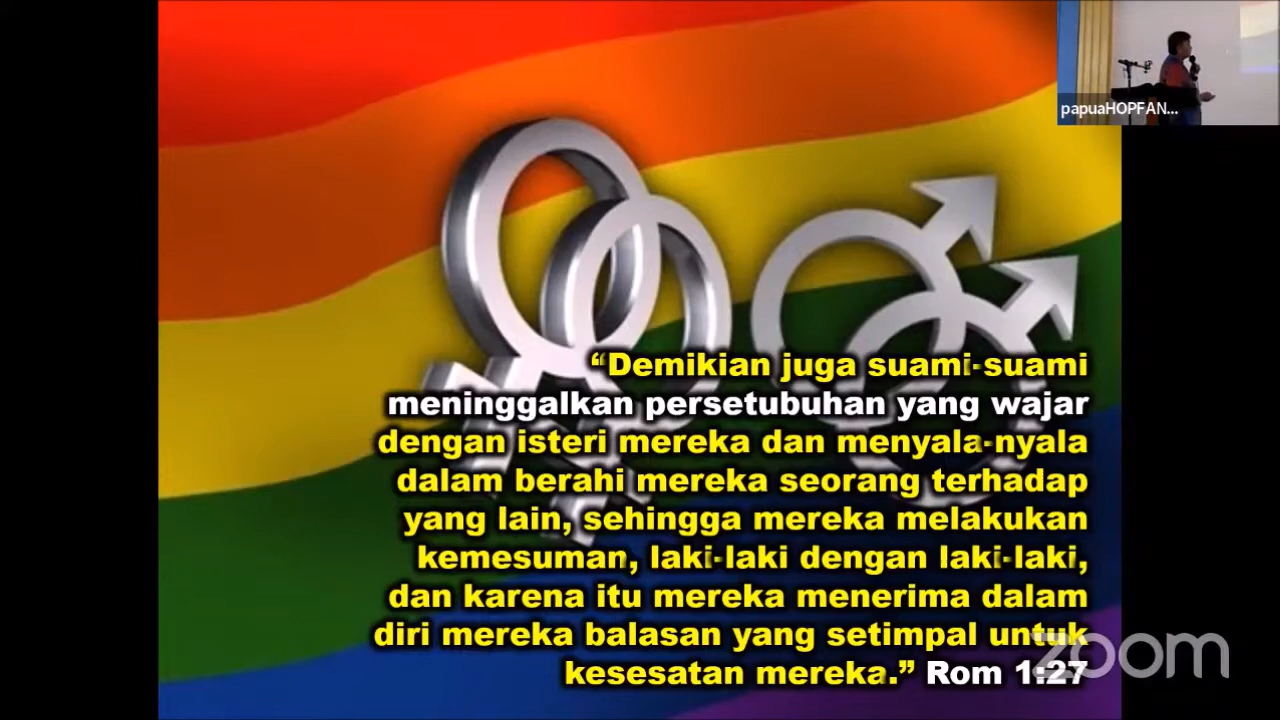 papuaHOPFAN...
“Demikian juga suami-suami
meninggalkan persetubuhan yang wajar
dengan isteri mereka dan menyala-nyala
dalam berahi mereka seorang terhadap
yang lain, sehingga mereka melakukan
kemesuman, laki-laki dengan laki-laki,
dan karena itu mereka menerima dalam
diri mereka balasan yang setimpal untuk
kesesatan mereka.” Rom 1:27
zoom